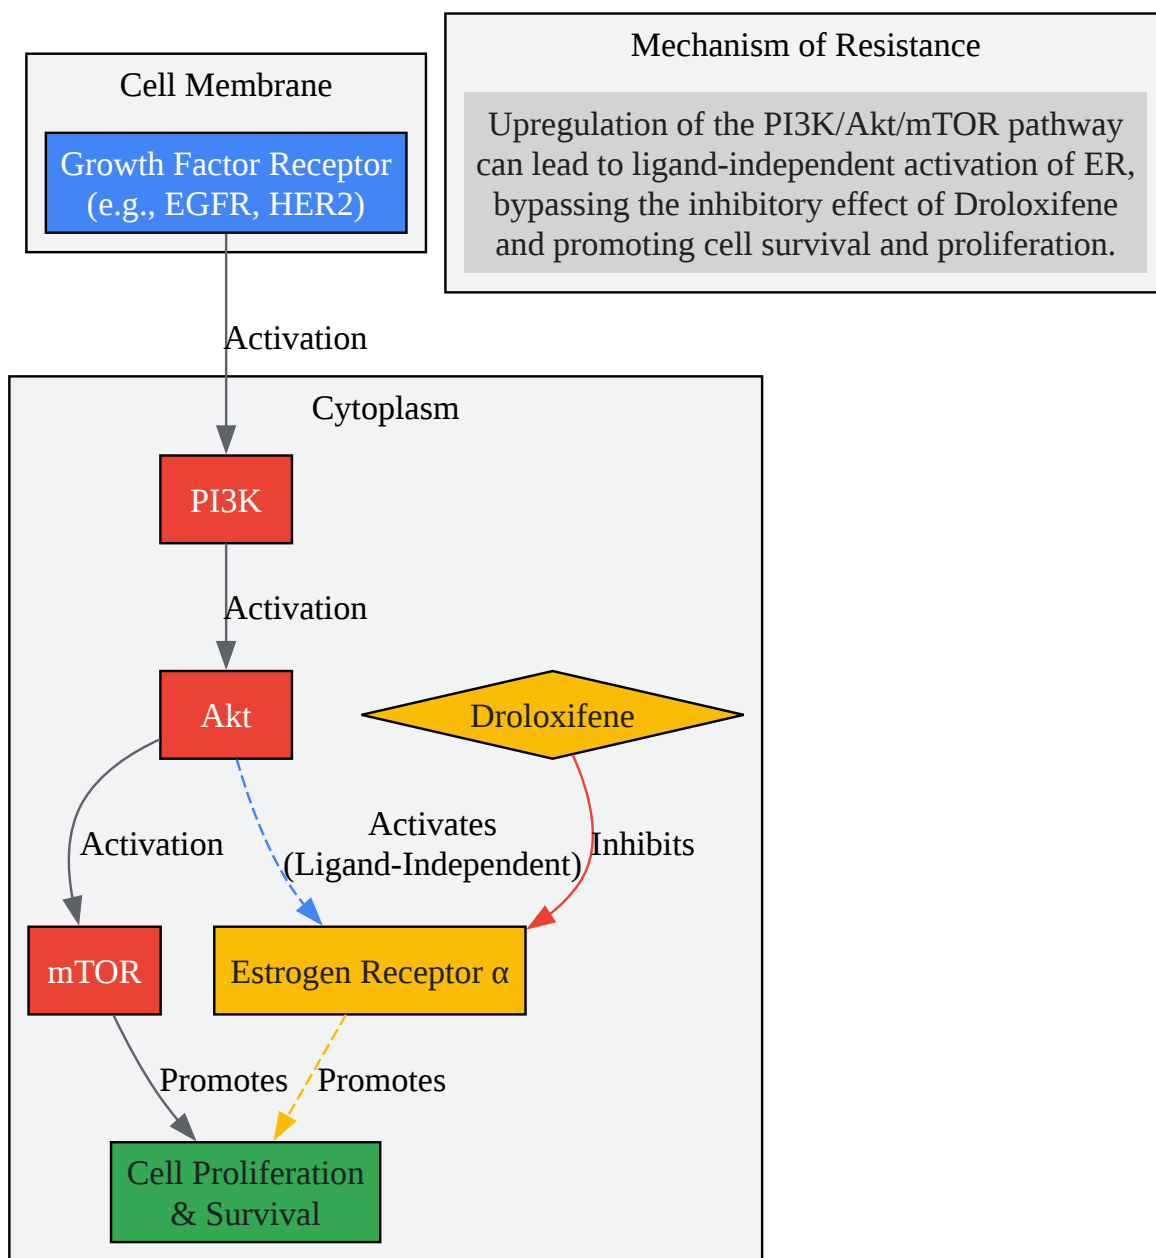 Cell Membrane
Growth Factor Receptor
(e.g., EGFR, HER2)
Mechanism of Resistance
Upregulation of the PI3K/Akt/mTOR pathway
can lead to ligand-independent activation of ER,
bypassing the inhibitory effect of Droloxifene
and promoting cell survival and proliferation.
Activation
Cytoplasm
PI3K
Activation
Akt
Droloxifene
Activation
Activates
(Ligand-Independent)
Inhibits
mTOR
Estrogen Receptor α
Promotes
Promotes
Cell Proliferation
& Survival